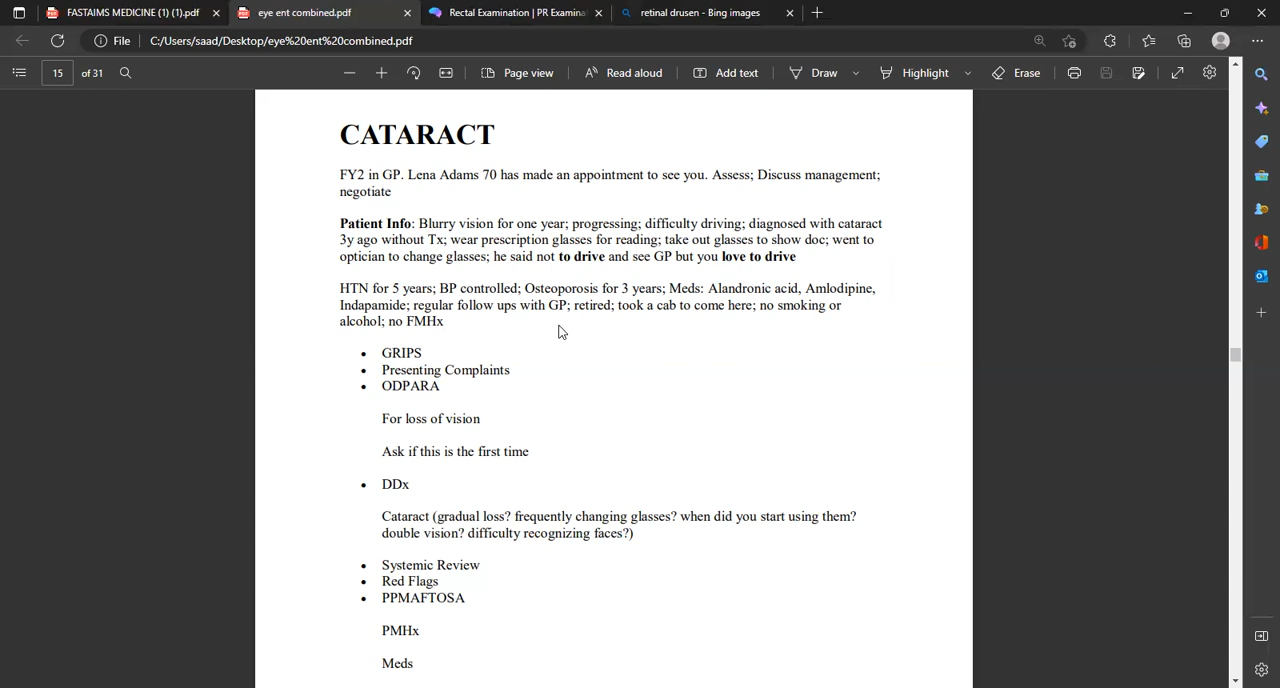 FASTAIMS MEDICINE (1) (1).pdf
eye ent combined.pdf
Rectal Examination | PR Examina
retinal drusen - Bing images
File
C:/Users/saad/Desktop/eye%20ent%20combined.pdf
15 of 31
Page view
Read aloud
Add text
Draw
Highlight
Erase
CATARACT
FY2 in GP. Lena Adams 70 has made an appointment to see you. Assess; Discuss management;
negotiate
Patient Info: Blurry vision for one year; progressing; difficulty driving; diagnosed with cataract
3y ago without Tx; wear prescription glasses for reading; take out glasses to show doc; went to
optician to change glasses; he said not to drive and see GP but you love to drive
HTN for 5 years; BP controlled; Osteoporosis for 3 years; Meds: Alandronic acid, Amlodipine,
Indapamide; regular follow ups with GP; retired; took a cab to come here; no smoking or
alcohol; no FMHx
• GRIPS
• Presenting Complaints
• ODPARA
For loss of vision
Ask if this is the first time
• DDx
Cataract (gradual loss? frequently changing glasses? when did you start using them?
double vision? difficulty recognizing faces?)
• Systemic Review
• Red Flags
• PPMAFTOSA
PMHx
Meds